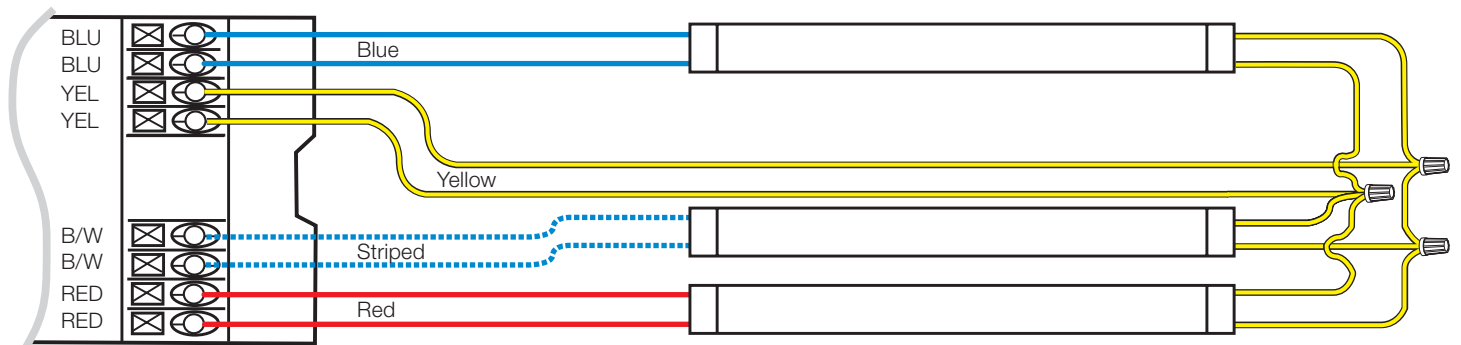 BLU
Blue
BLU
YEL
YEL
Yellow
B/W
Striped
B/W
RED
Red
RED